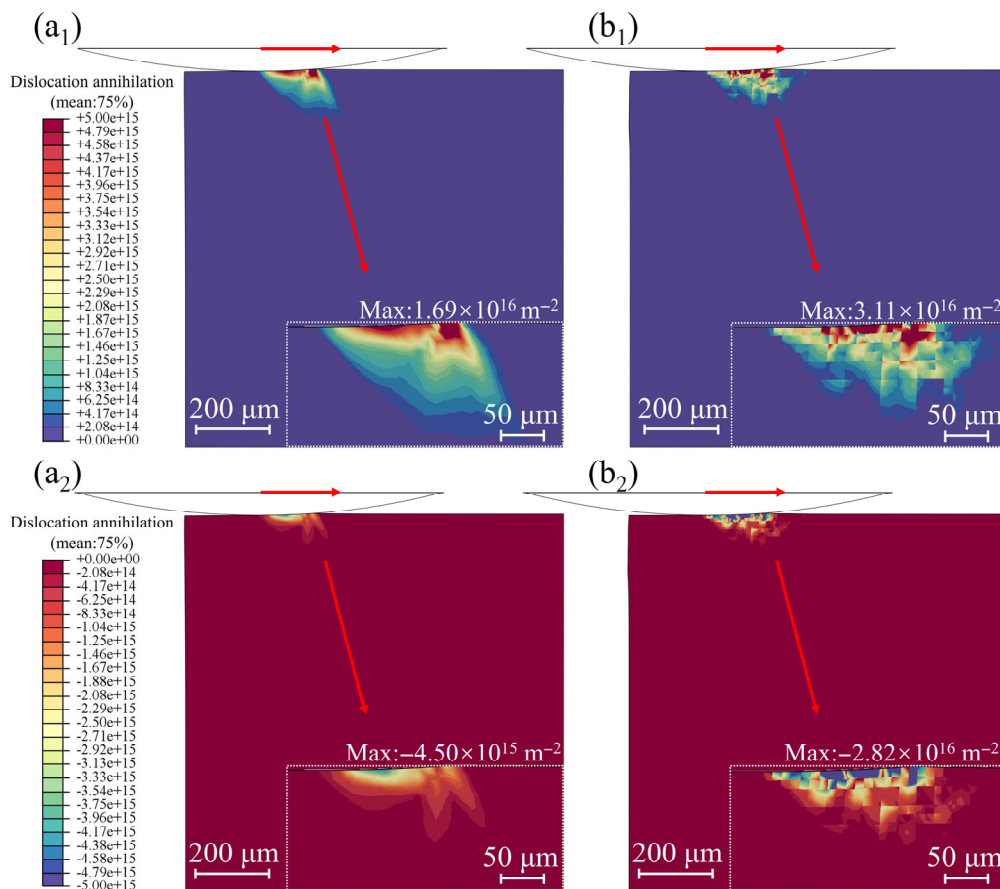 (a₁)
(b₁)
Dislocation annihilation
(mean:75%)
+5.00e+15
+4.79e+15
+4.58e+15
+4.37e+15
+4.17e+15
+3.96e+15
+3.75e+15
+3.54e+15
+3.33e+15
+3.12e+15
+2.92e+15
+2.71e+15
+2.50e+15
+2.29e+15
+2.08e+15
+1.87e+15
+1.67e+15
+1.46e+15
+1.25e+15
+1.04e+15
+8.33e+14
+6.25e+14
+4.17e+14
+2.08e+14
+0.00e+00
Max:1.69×10¹⁶ m⁻²
200 μm
50 μm
Max:3.11×10¹⁶ m⁻²
200 μm
50 μm
(a₂)
(b₂)
Dislocation annihilation
(mean:75%)
+0.00e+00
-2.08e+14
-4.17e+14
-6.25e+14
-8.33e+14
-1.04e+15
-1.25e+15
-1.46e+15
-1.67e+15
-1.88e+15
-2.08e+15
-2.29e+15
-2.50e+15
-2.71e+15
-2.92e+15
-3.13e+15
-3.33e+15
-3.54e+15
-3.75e+15
-3.96e+15
-4.17e+15
-4.38e+15
-4.58e+15
-4.79e+15
-5.00e+15
Max:−4.50×10¹⁵ m⁻²
200 μm
50 μm
Max:−2.82×10¹⁶ m⁻²
200 μm
50 μm